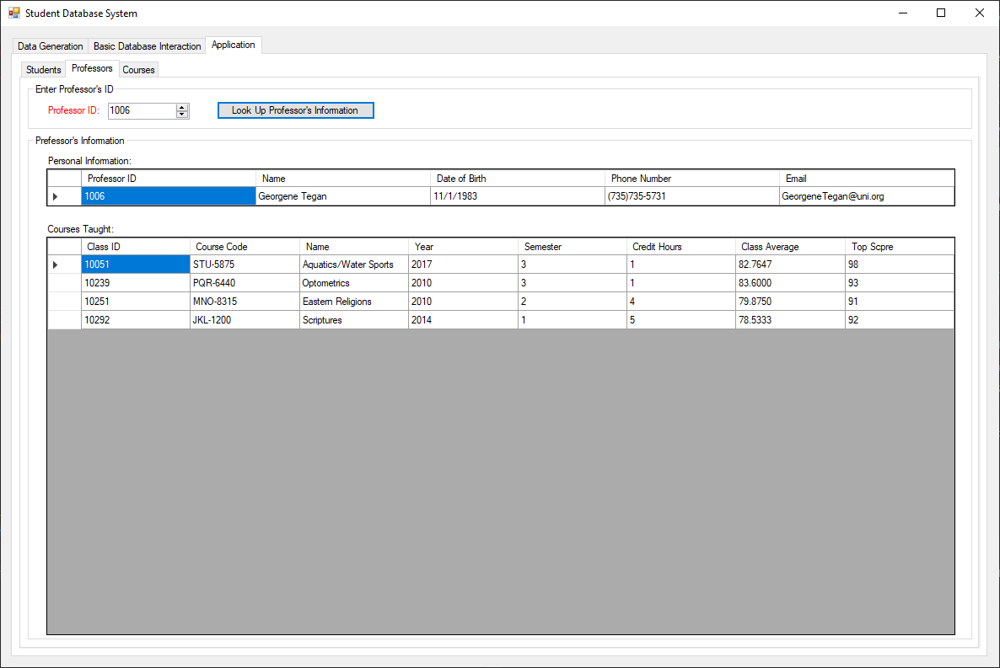 Student Database System
Data Generation Basic Database Interaction Application
Students Professors Courses
Enter Professor's ID
Professor ID: 1006 Look Up Professor's Information
Prefessor's Information
Personal Information:
Professor ID Name Date of Birth Phone Number Email
1006 Georgene Tegan 11/1/1983 (735)735-5731 GeorgeneTegan@uni.org
Courses Taught:
Class ID Course Code Name Year Semester Credit Hours Class Average Top Scpre
10051 STU-5875 Aquatics/Water Sports 2017 3 1 82.7647 98
10239 PQR-6440 Optometrics 2010 3 1 83.6000 93
10251 MNO-8315 Eastern Religions 2010 2 4 79.8750 91
10292 JKL-1200 Scriptures 2014 1 5 78.5333 92